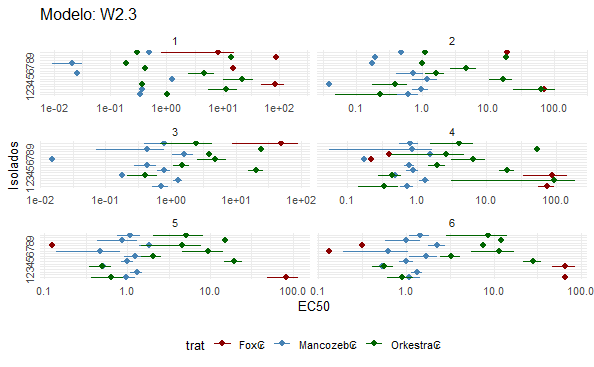 Modelo: W2.3
1
2
123456789
1e-02 1e-01 1e+00 1e+01 1e+02
0.1 1.0 10.0 100.0
Isolados
3
4
123456789
1e-02 1e-01 1e+00 1e+01 1e+02
0.1 1.0 10.0 100.0
5
6
123456789
0.1 1.0 10.0 100.0
0.1 1.0 10.0 100.0
EC50
trat Fox₢ Mancozeb₢ Orkestra₢